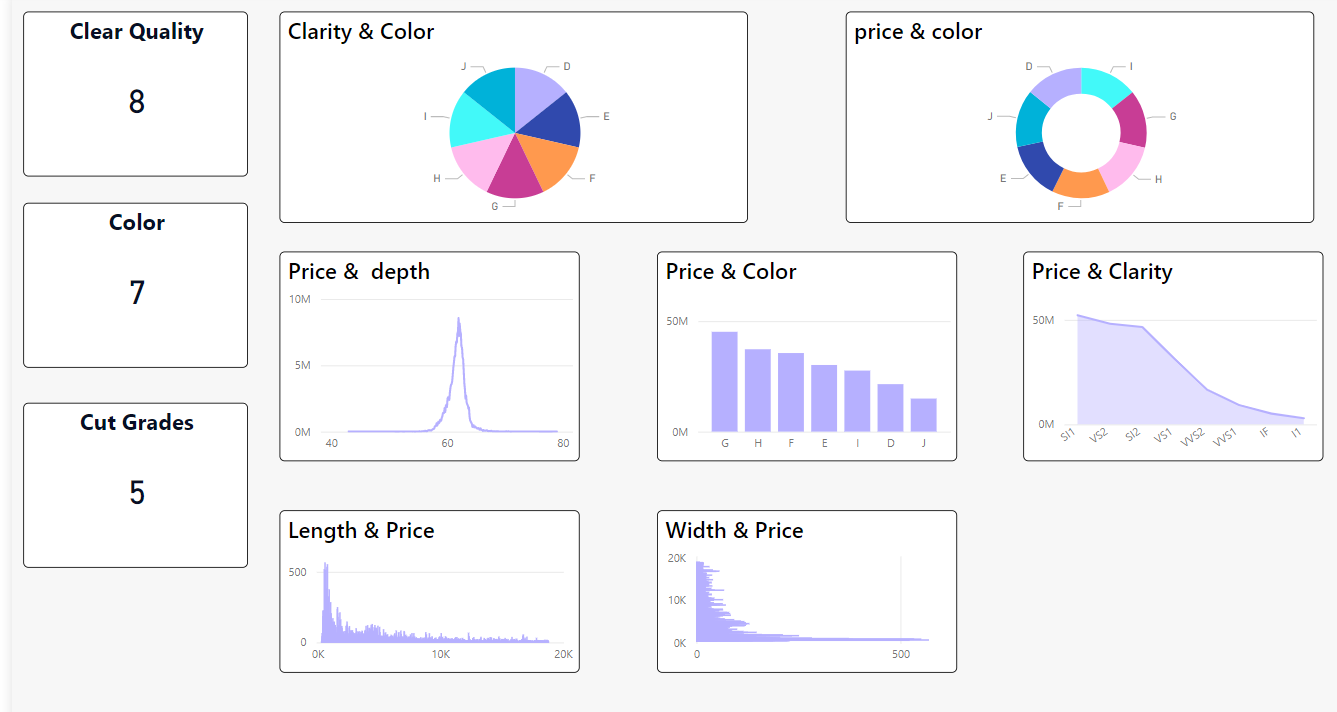 Clear Quality
8
Color
7
Cut Grades
5
Clarity & Color
J
D
I
E
H
F
G
price & color
D
I
J
G
E
H
F
Price &  depth
10M
5M
0M
40 60 80
Price & Color
50M
0M
G H F E I D J
Price & Clarity
50M
0M
SI1 VS2 SI2 VS1 VVS2 VVS1 IF I1
Length & Price
500
0
0K 10K 20K
Width & Price
20K
10K
0K
0 500